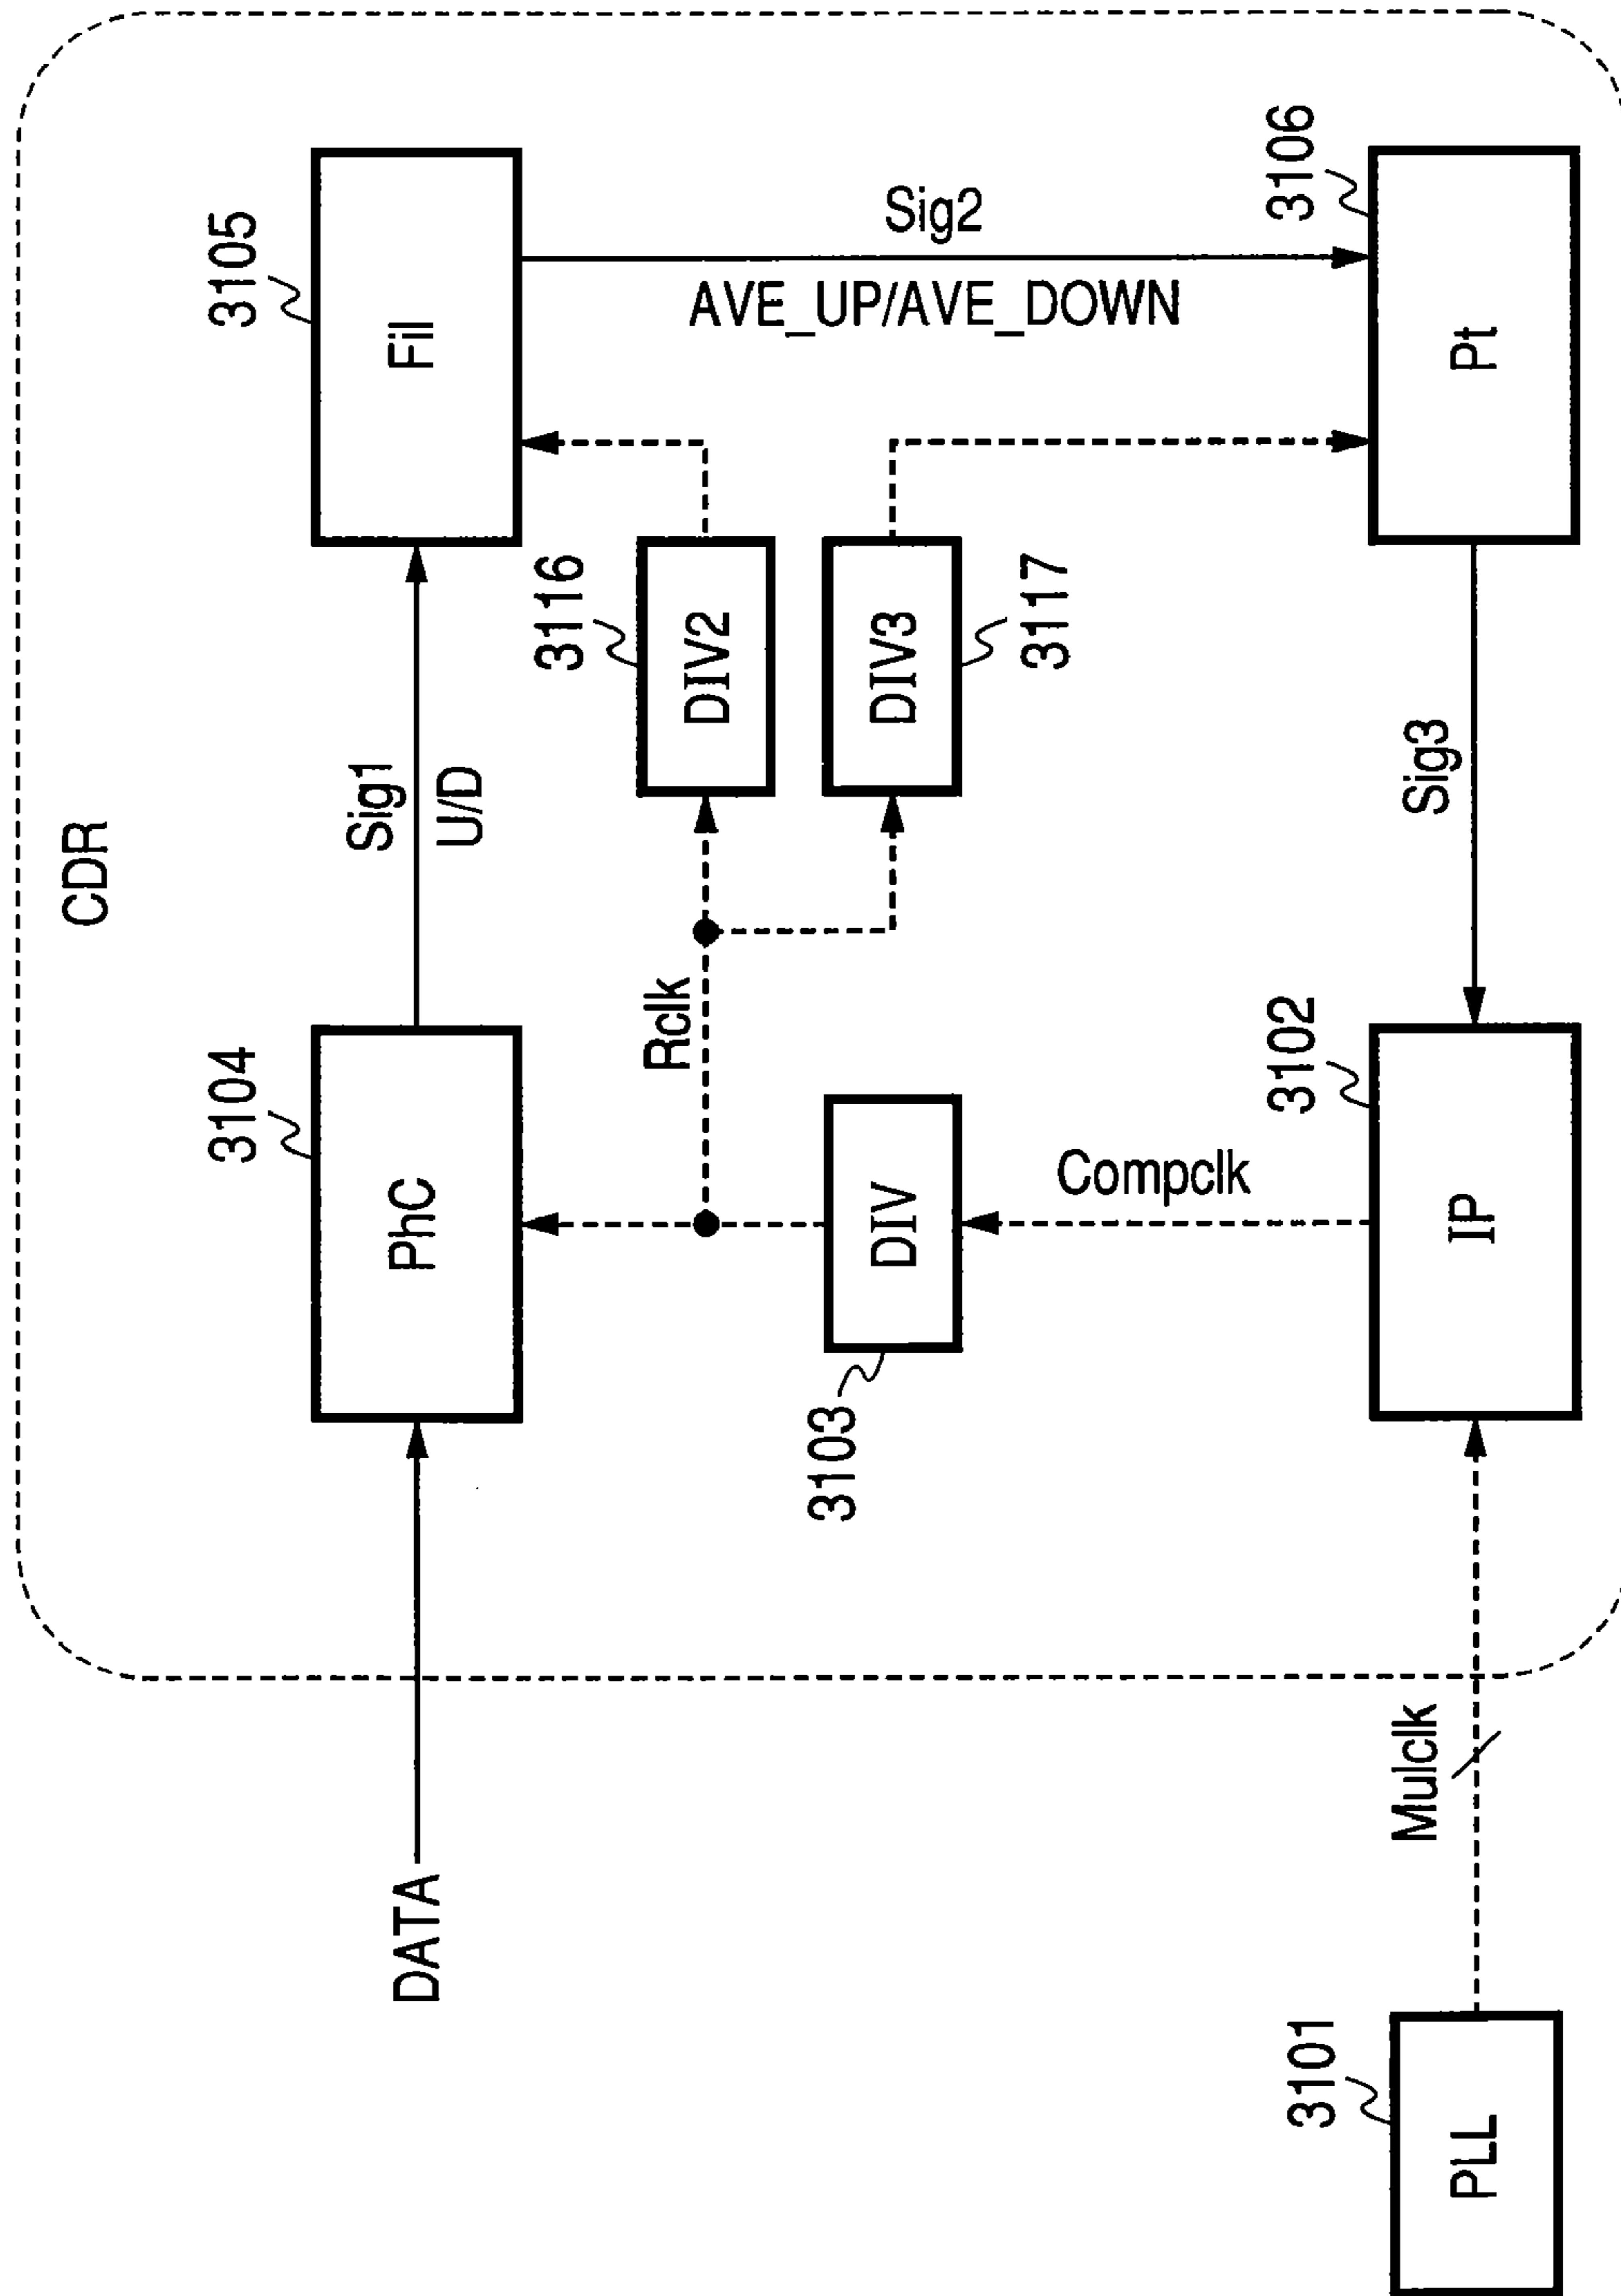 CDR
3104
PhC
Sig1
U/D
3105
Fil
Rclk
DIV2
3116
DIV3
3117
Sig2
AVE_UP/AVE_DOWN
DATA
3103
DIV
Compclk
3101
PLL
Mulclk
3102
IP
Sig3
3106
Pt